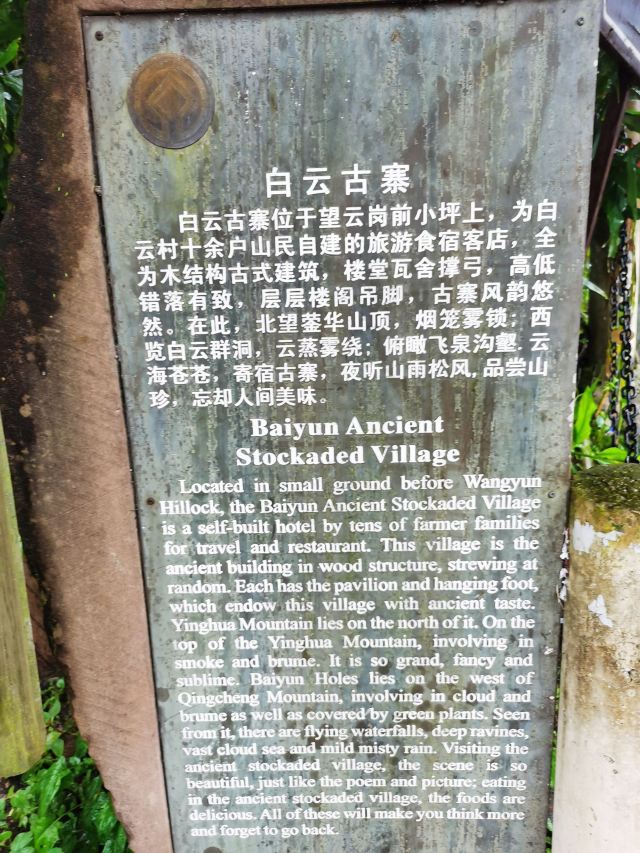 白云古寨
白云古寨位于望云岗前小坪上，为白
云村十余户山民自建的旅游食宿客店，全
为木结构古式建筑，楼堂瓦舍撑弓，高低
错落有致，层层楼阁吊脚，古寨风韵悠
然。在此，北望蓥华山顶，烟笼雾锁；西
览白云群洞，云蒸雾绕；俯瞰飞泉沟壑，云
海苍苍，寄宿古寨，夜听山雨松风，品尝山
珍，忘却人间美味。
Baiyun Ancient
Stockaded Village
Located in small ground before Wangyun
Hillock, the Baiyun Ancient Stockaded Village
is a self-built hotel by tens of farmer families
for travel and restaurant. This village is the
ancient building in wood structure, strewing at
random. Each has the pavilion and hanging foot,
which endow this village with ancient taste.
Yinghua Mountain lies on the north of it. On the
top of the Yinghua Mountain, involving in
smoke and brume. It is so grand, fancy and
sublime. Baiyun Holes lies on the west of
Qingcheng Mountain, involving in cloud and
brume as well as covered by green plants. Seen
from it, there are flying waterfalls, deep ravines,
vast cloud sea and mild misty rain. Visiting the
ancient stockaded village, the scene is so
beautiful, just like the poem and picture; eating
in the ancient stockaded village, the foods are
delicious. All of these will make you think more
and forget to go back.